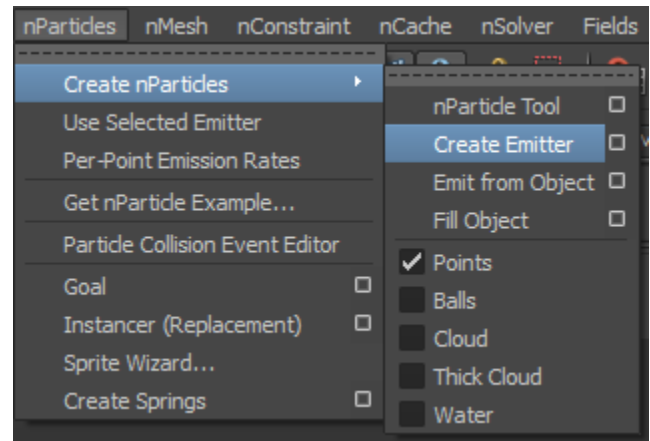 nParticles nMesh nConstraint nCache nSolver Fields
Create nParticles
Use Selected Emitter
Per-Point Emission Rates
Get nParticle Example...
Particle Collision Event Editor
Goal
Instancer (Replacement)
Sprite Wizard...
Create Springs
nParticle Tool
Create Emitter
Emit from Object
Fill Object
Points
Balls
Cloud
Thick Cloud
Water